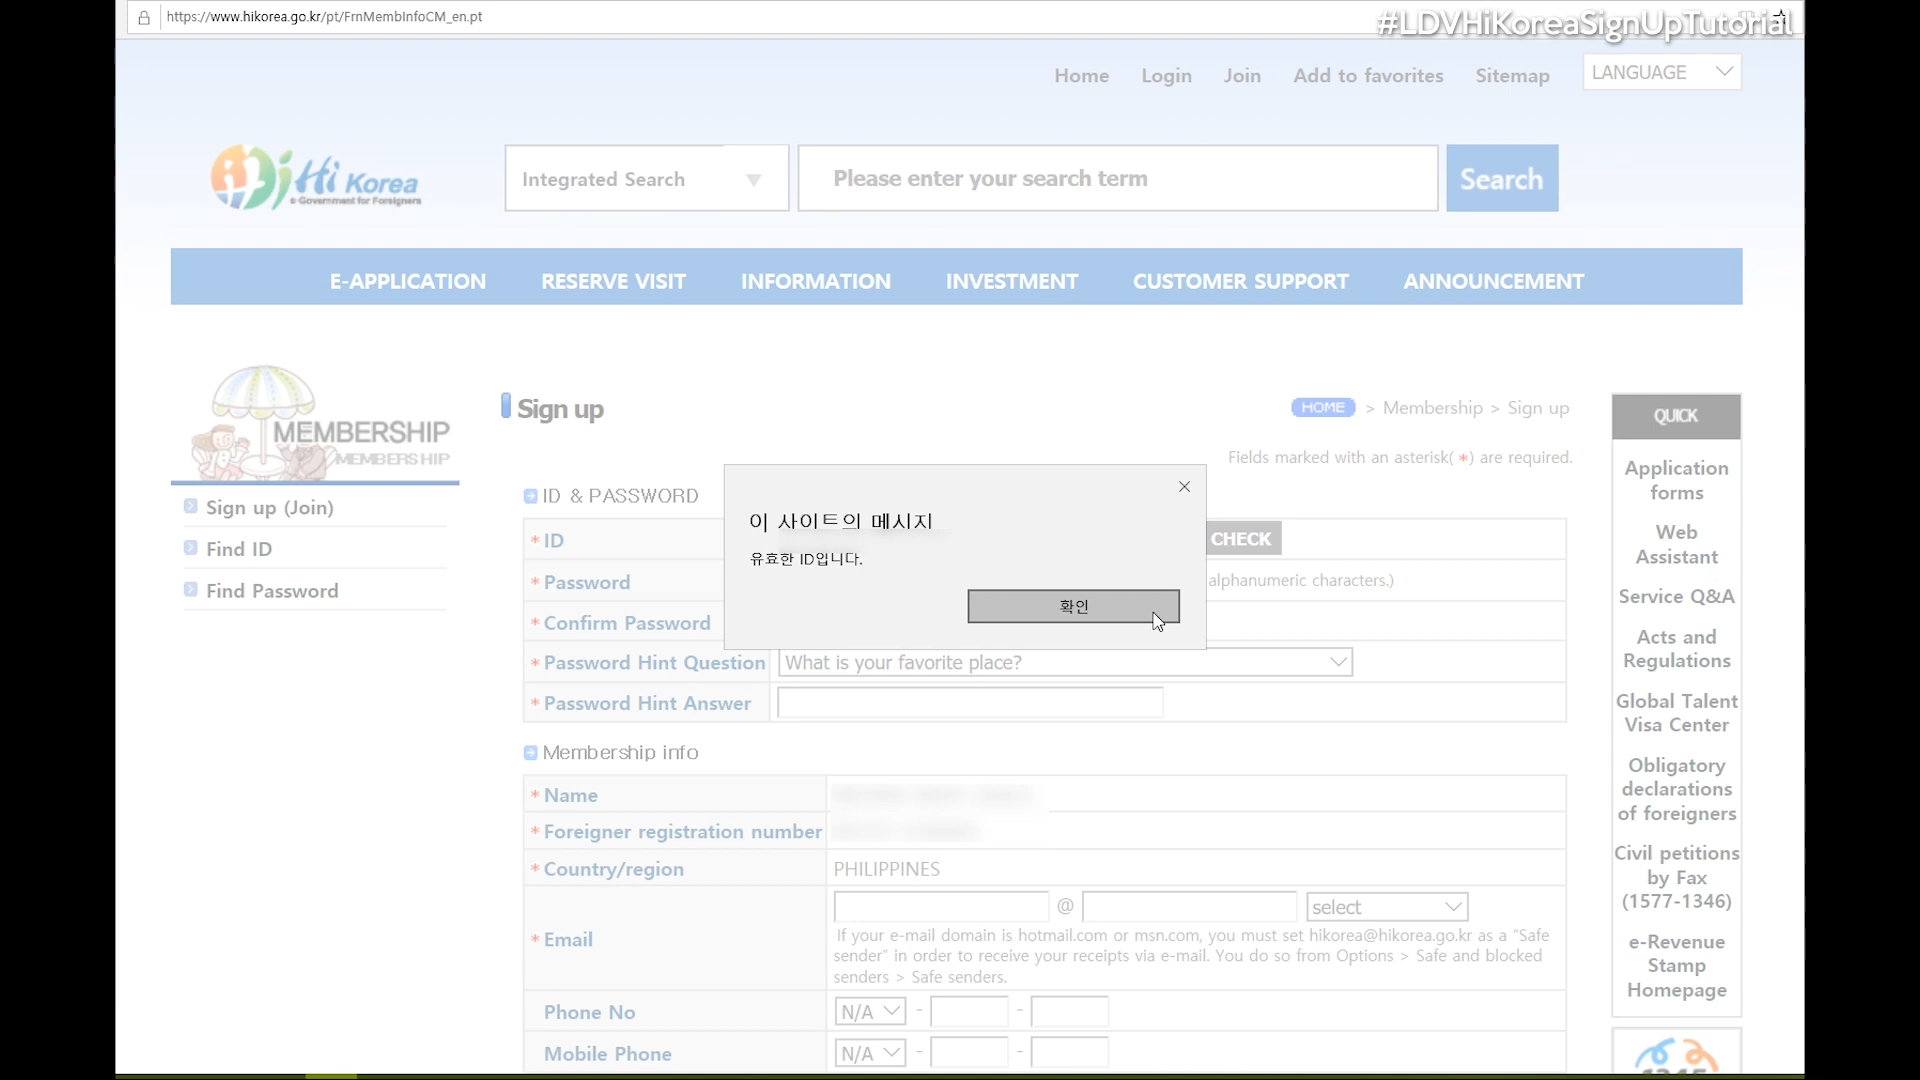 https://www.hikorea.go.kr/pt/FrnMembInfoCM_en.pt
#LDVHiKoreaSignUpTutorial
Home
Login
Join
Add to favorites
Sitemap
LANGUAGE
Hi Korea
e-Government for Foreigners
Integrated Search
Please enter your search term
Search
E-APPLICATION
RESERVE VISIT
INFORMATION
INVESTMENT
CUSTOMER SUPPORT
ANNOUNCEMENT
MEMBERSHIP
MEMBERSHIP
Sign up (Join)
Find ID
Find Password
Sign up
HOME > Membership > Sign up
Fields marked with an asterisk( * ) are required.
ID & PASSWORD
* ID
CHECK
* Password
alphanumeric characters.)
* Confirm Password
* Password Hint Question
What is your favorite place?
* Password Hint Answer
이 사이트의 메시지
유효한 ID입니다.
확인
Membership info
* Name
* Foreigner registration number
* Country/region
PHILIPPINES
* Email
@
select
If your e-mail domain is hotmail.com or msn.com, you must set hikorea@hikorea.go.kr as a "Safe
sender" in order to receive your receipts via e-mail. You do so from Options > Safe and blocked
senders > Safe senders.
Phone No
N/A - -
Mobile Phone
N/A - -
QUICK
Application
forms
Web
Assistant
Service Q&A
Acts and
Regulations
Global Talent
Visa Center
Obligatory
declarations
of foreigners
Civil petitions
by Fax
(1577-1346)
e-Revenue
Stamp
Homepage